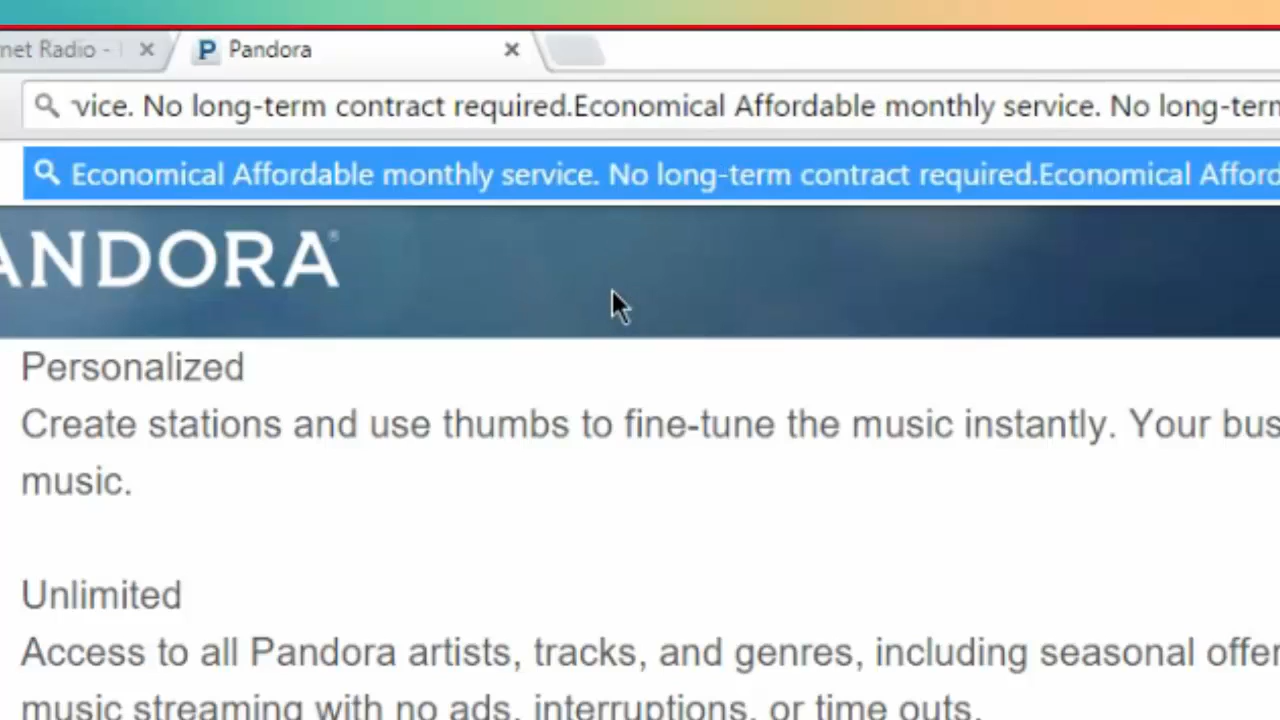 net Radio -
Pandora
vice. No long-term contract required.Economical Affordable monthly service. No long-term
Economical Affordable monthly service. No long-term contract required.Economical Afford
ANDORA
Personalized
Create stations and use thumbs to fine-tune the music instantly. Your bus
music.
Unlimited
Access to all Pandora artists, tracks, and genres, including seasonal offer
music streaming with no ads, interruptions, or time outs.